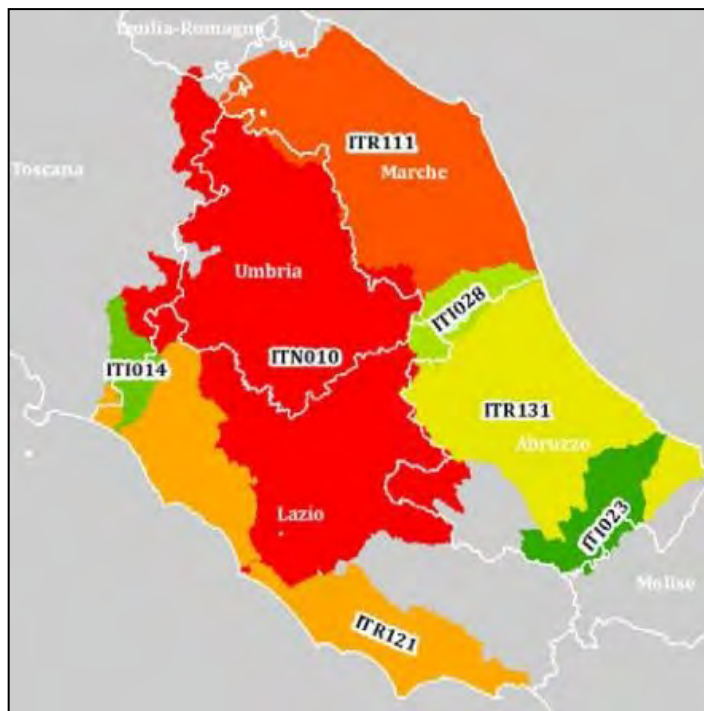 Emilia-Romagna
ITR111
Toscana
Marche
Umbria
ITI028
ITN010
ITI014
ITR131
Abruzzo
Lazio
ITI023
Molise
ITR121